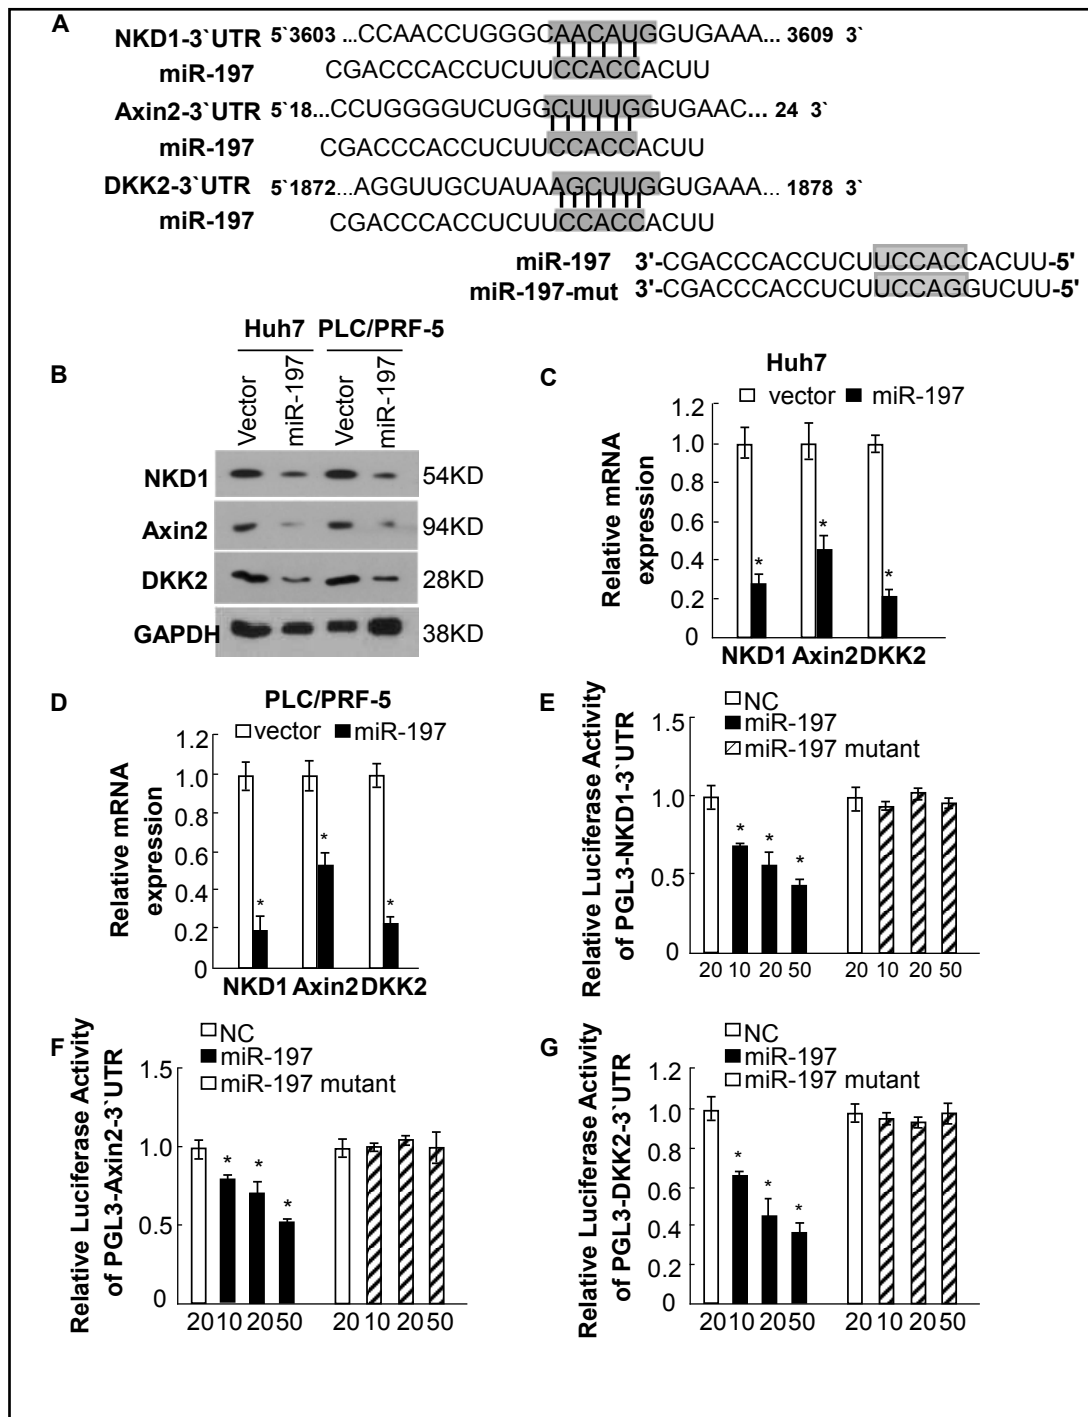 A
NKD1-3`UTR 5`3603 ...CCAACCUGGGCAACAUGGUGAAA... 3609 3`
miR-197 CGACCCACCUCUUCCACCACUU
Axin2-3`UTR 5`18...CCUGGGGUCUGGCUUUGGUGAAC... 24 3`
miR-197 CGACCCACCUCUUCCACCACUU
DKK2-3`UTR 5`1872...AGGUUGCUAUAAGCUUGGUGAAA... 1878 3`
miR-197 CGACCCACCUCUUCCACCACUU
miR-197 3'-CGACCCACCUCUUCCACCACUU-5'
miR-197-mut 3'-CGACCCACCUCUUCCAGGUCUU-5'
B
Huh7 PLC/PRF-5
Vector miR-197 Vector miR-197
NKD1 54KD
Axin2 94KD
DKK2 28KD
GAPDH 38KD
C
Huh7
vector miR-197
Relative mRNA
expression
1.2
1.0
0.8
0.6
0.4
0.2
0
* * *
NKD1 Axin2 DKK2
D
PLC/PRF-5
vector miR-197
Relative mRNA
expression
1.2
1.0
0.8
0.6
0.4
0.2
0
* * *
NKD1 Axin2 DKK2
E
NC
miR-197
miR-197 mutant
Relative Luciferase Activity
of PGL3-NKD1-3`UTR
1.5
1.0
0.5
0
* * *
20 10 20 50 20 10 20 50
F
NC
miR-197
miR-197 mutant
Relative Luciferase Activity
of PGL3-Axin2-3`UTR
1.5
1.0
0.5
0
* * *
20 10 20 50 20 10 20 50
G
NC
miR-197
miR-197 mutant
Relative Luciferase Activity
of PGL3-DKK2-3`UTR
1.2
1.0
0.8
0.6
0.4
0.2
0
* * *
20 10 20 50 20 10 20 50